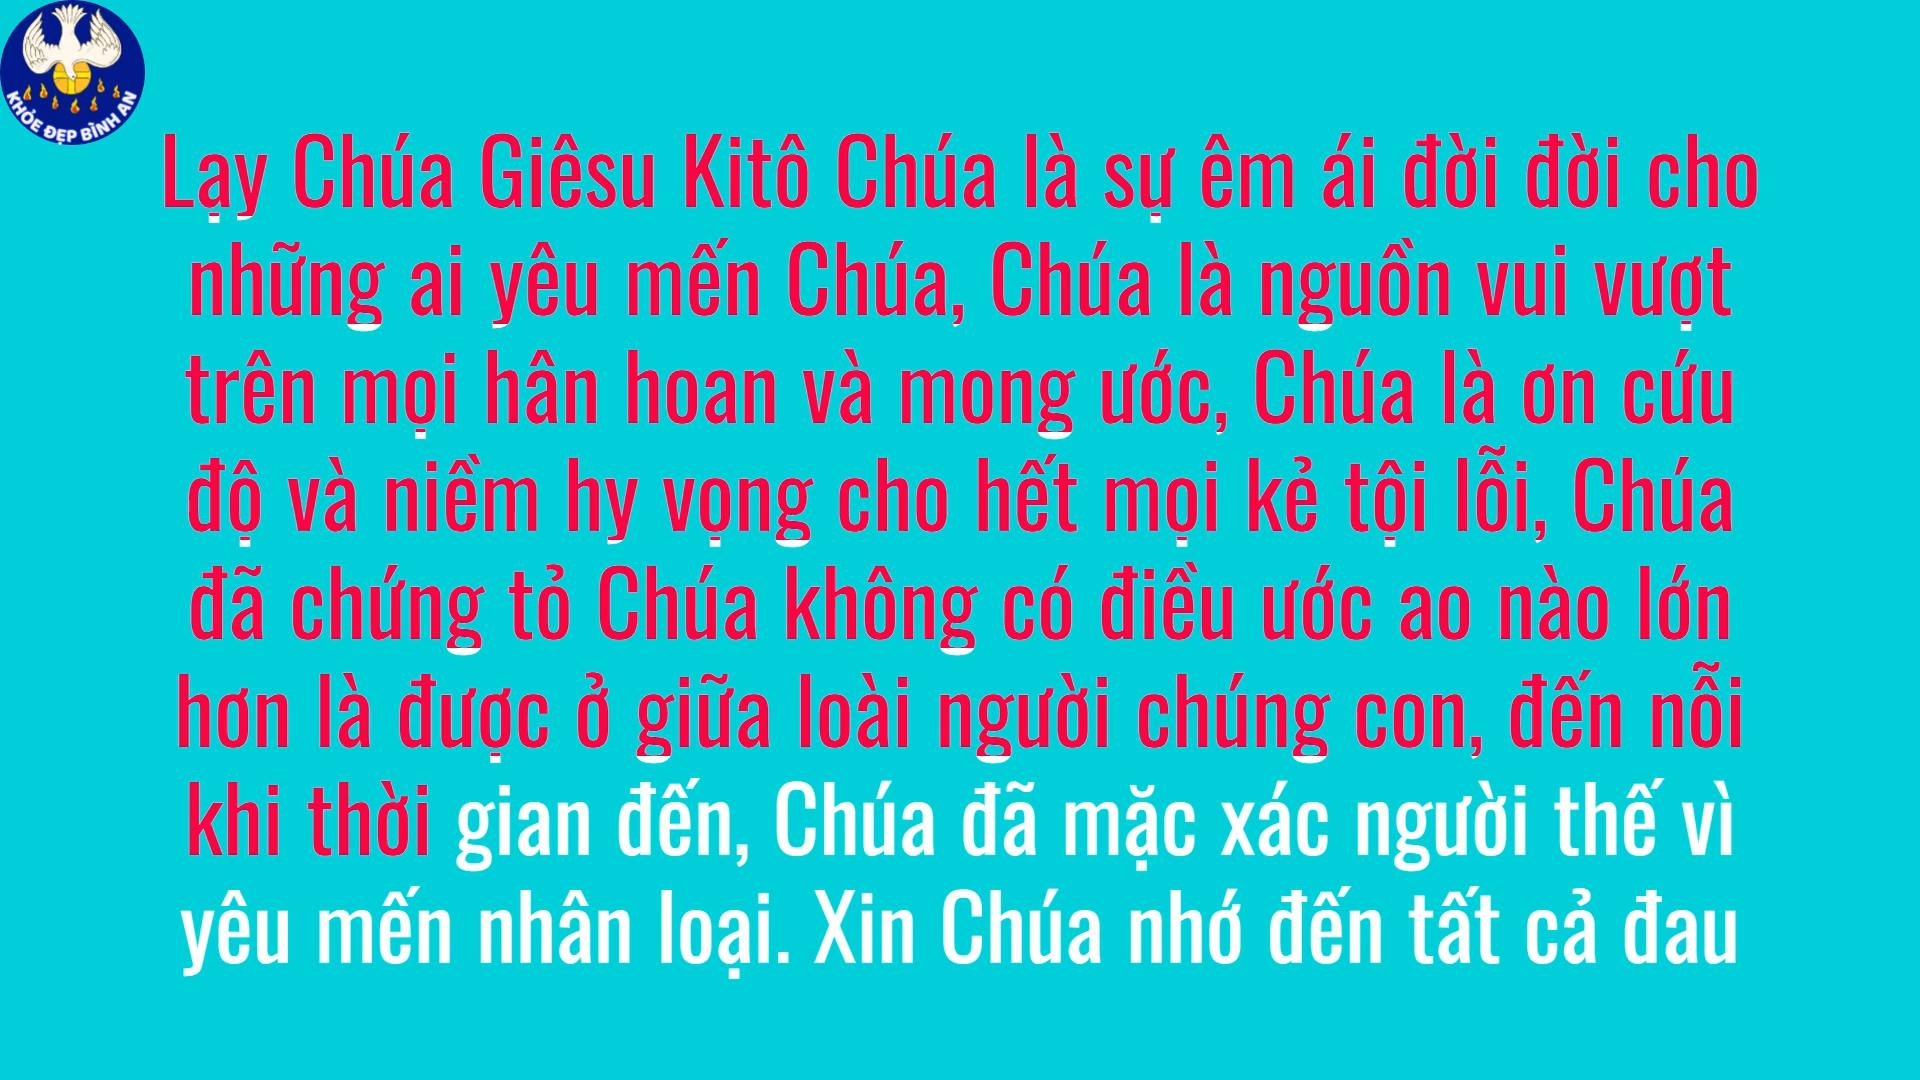 KHỎE ĐẸP BÌNH AN
Lạy Chúa Giêsu Kitô Chúa là sự êm ái đời đời cho
những ai yêu mến Chúa, Chúa là nguồn vui vượt
trên mọi hân hoan và mong ước, Chúa là ơn cứu
độ và niềm hy vọng cho hết mọi kẻ tội lỗi, Chúa
đã chứng tỏ Chúa không có điều ước ao nào lớn
hơn là được ở giữa loài người chúng con, đến nỗi
khi thời gian đến, Chúa đã mặc xác người thế vì
yêu mến nhân loại. Xin Chúa nhớ đến tất cả đau